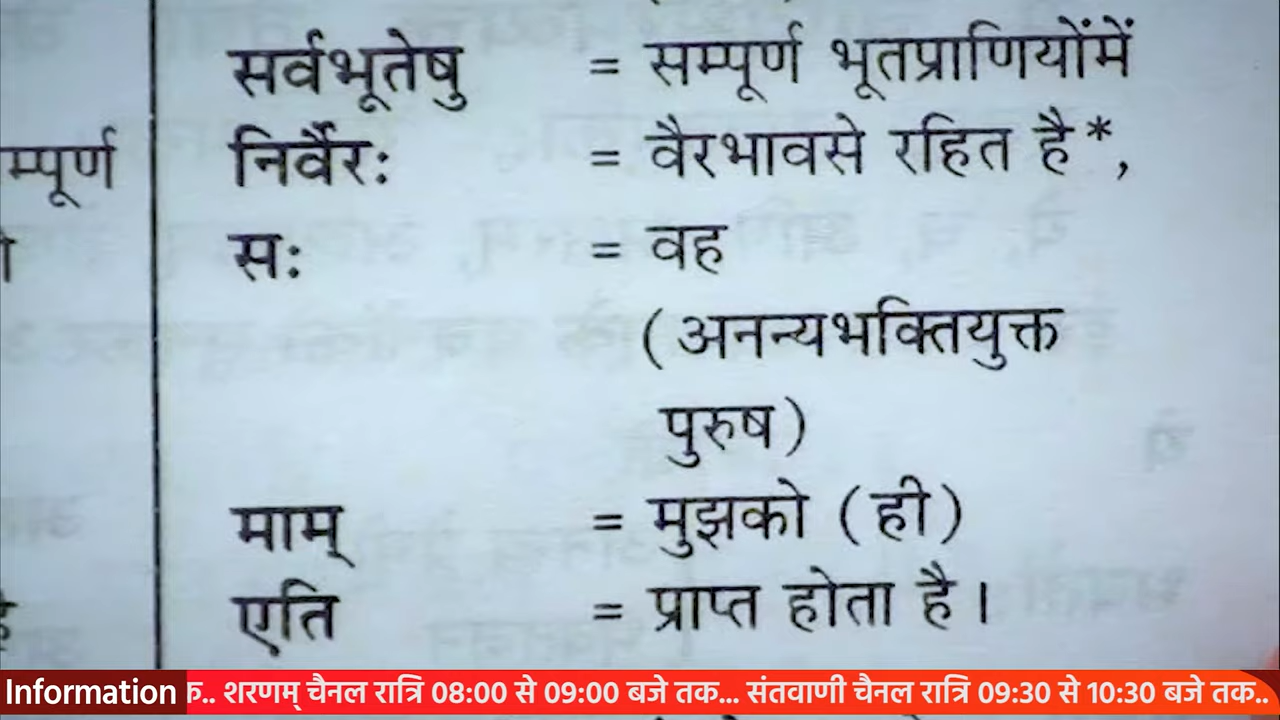 सर्वभूतेषु = सम्पूर्ण भूतप्राणियोंमें
म्पूर्ण
निर्वैरः = वैरभावसे रहित है*,
सः = वह
(अनन्यभक्तियुक्त
पुरुष)
माम् = मुझको (ही)
एति = प्राप्त होता है।
Information
.. शरणम् चैनल रात्रि 08:00 से 09:00 बजे तक... संतवाणी चैनल रात्रि 09:30 से 10:30 बजे तक..